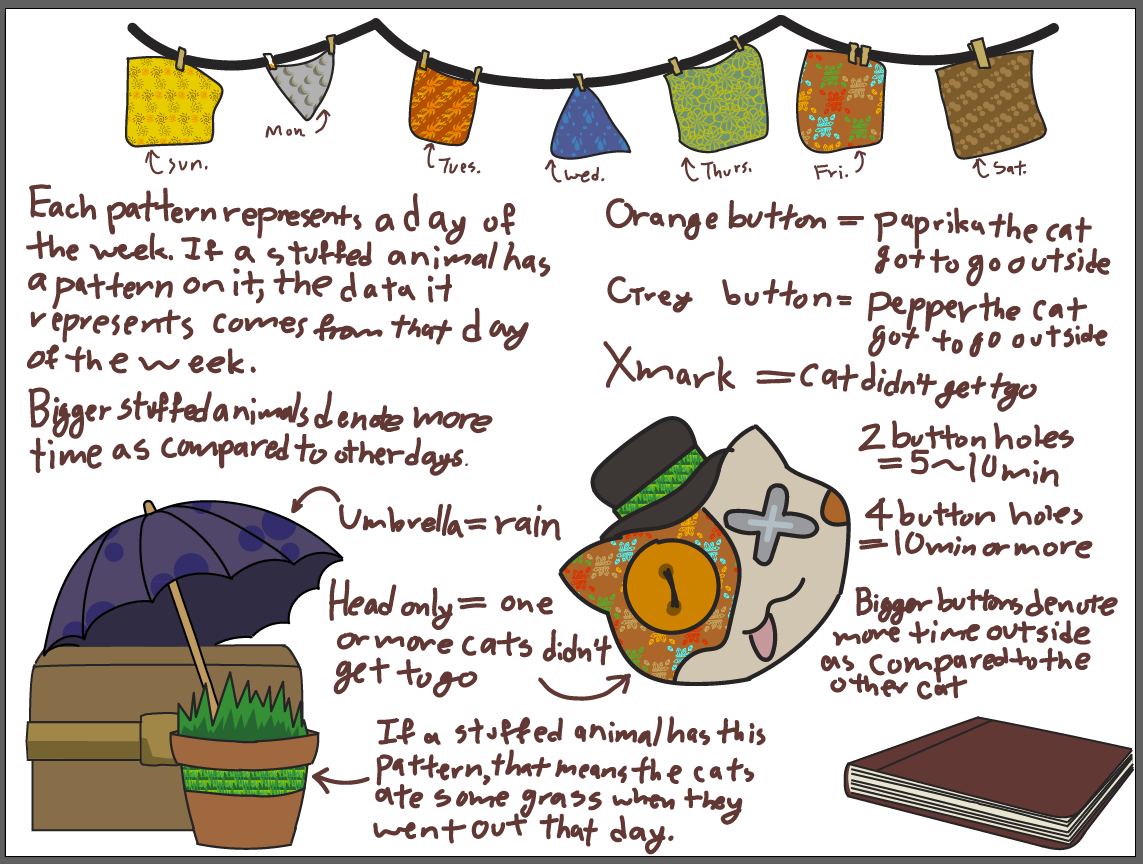 Sun.
Mon.
Tues.
Wed.
Thurs.
Fri.
Sat.
Each pattern represents a day of
the week. If a stuffed animal has
a pattern on it, the data it
represents comes from that day
of the week.
Bigger stuffed animals denote more
time as compared to other days.
Umbrella = rain
Head only = one
or more cats didn't
get to go
If a stuffed animal has this
pattern, that means the cats
ate some grass when they
went out that day.
Orange button = Paprika the cat
got to go outside
Grey button = Pepper the cat
got to go outside
X mark = Cat didn't get t go
2 button holes
= 5~10 min
4 button holes
= 10 min or more
Bigger buttons denote
more time outside
as compared to the
other cat